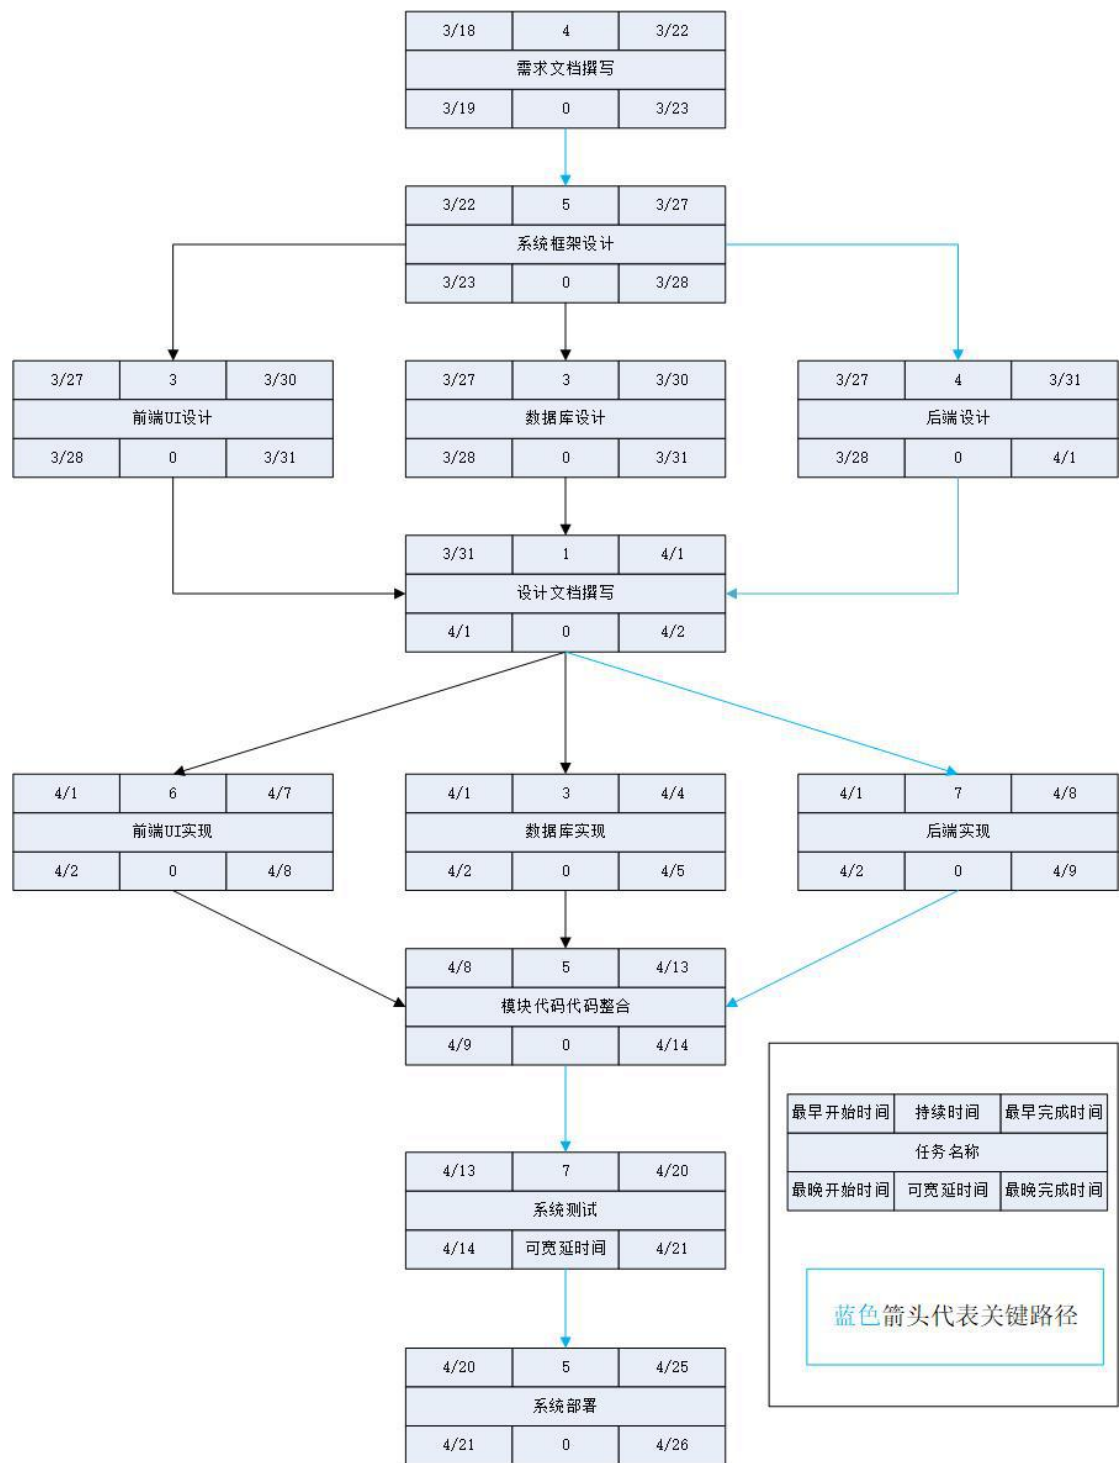 3/18 4 3/22
需求文档撰写
3/19 0 3/23
3/22 5 3/27
系统框架设计
3/23 0 3/28
3/27 3 3/30
前端UI设计
3/28 0 3/31
3/27 3 3/30
数据库设计
3/28 0 3/31
3/27 4 3/31
后端设计
3/28 0 4/1
3/31 1 4/1
设计文档撰写
4/1 0 4/2
4/1 6 4/7
前端UI实现
4/2 0 4/8
4/1 3 4/4
数据库实现
4/2 0 4/5
4/1 7 4/8
后端实现
4/2 0 4/9
4/8 5 4/13
模块代码代码整合
4/9 0 4/14
4/13 7 4/20
系统测试
4/14 可宽延时间 4/21
4/20 5 4/25
系统部署
4/21 0 4/26
最早开始时间 持续时间 最早完成时间
任务名称
最晚开始时间 可宽延时间 最晚完成时间
蓝色箭头代表关键路径